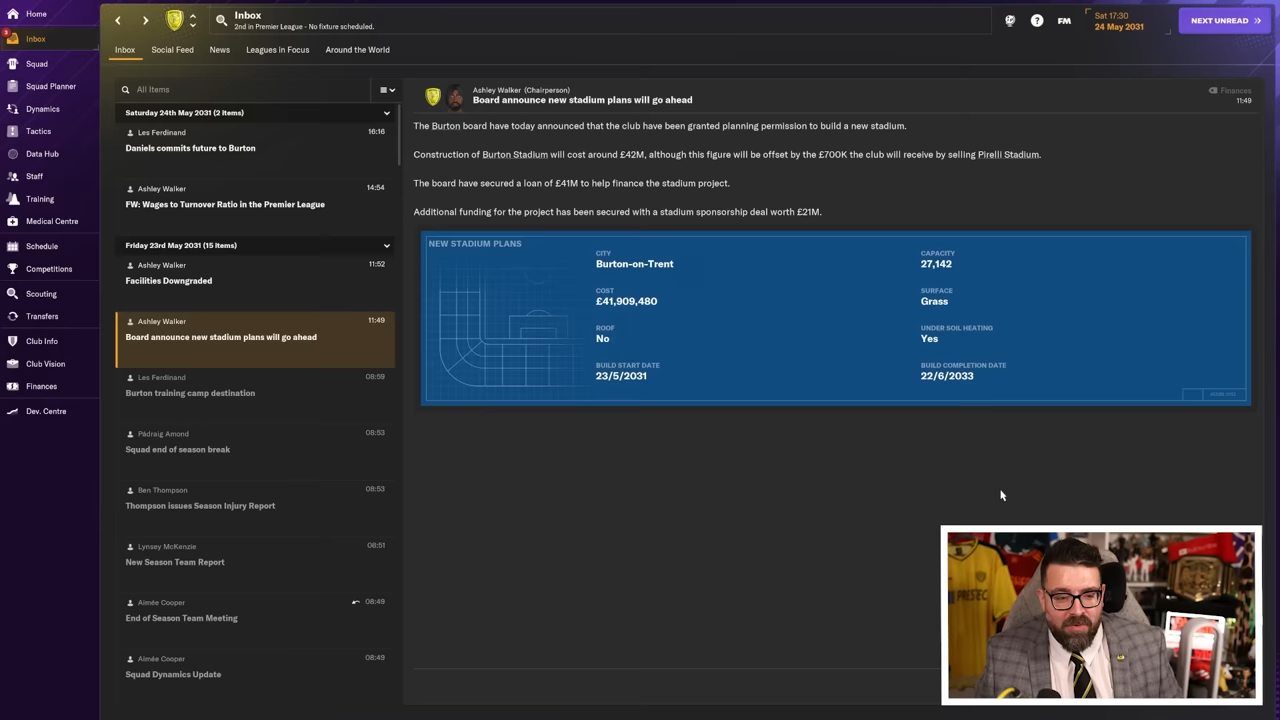 Home
3
Inbox
Squad
Squad Planner
Dynamics
Tactics
Data Hub
Staff
Training
Medical Centre
Schedule
Competitions
Scouting
Transfers
Club Info
Club Vision
Finances
Dev. Centre
Inbox
2nd in Premier League - No fixture scheduled.
FM
Sat 17:30
24 May 2031
NEXT UNREAD
Inbox
Social Feed
News
Leagues in Focus
Around the World
All Items
Saturday 24th May 2031 (2 items)
Les Ferdinand 16:16
Daniels commits future to Burton
Ashley Walker 14:54
FW: Wages to Turnover Ratio in the Premier League
Friday 23rd May 2031 (15 items)
Ashley Walker 11:52
Facilities Downgraded
Ashley Walker 11:49
Board announce new stadium plans will go ahead
Les Ferdinand 08:59
Burton training camp destination
Pádraig Amond 08:53
Squad end of season break
Ben Thompson 08:53
Thompson issues Season Injury Report
Lynsey McKenzie 08:51
New Season Team Report
Aimée Cooper 08:49
End of Season Team Meeting
Aimée Cooper 08:49
Squad Dynamics Update
Ashley Walker (Chairperson)
Board announce new stadium plans will go ahead
Finances
11:49
The Burton board have today announced that the club have been granted planning permission to build a new stadium.
Construction of Burton Stadium will cost around £42M, although this figure will be offset by the £700K the club will receive by selling Pirelli Stadium.
The board have secured a loan of £41M to help finance the stadium project.
Additional funding for the project has been secured with a stadium sponsorship deal worth £21M.
NEW STADIUM PLANS
CITY
Burton-on-Trent
CAPACITY
27,142
COST
£41,909,480
SURFACE
Grass
ROOF
No
UNDER SOIL HEATING
Yes
BUILD START DATE
23/5/2031
BUILD COMPLETION DATE
22/6/2033